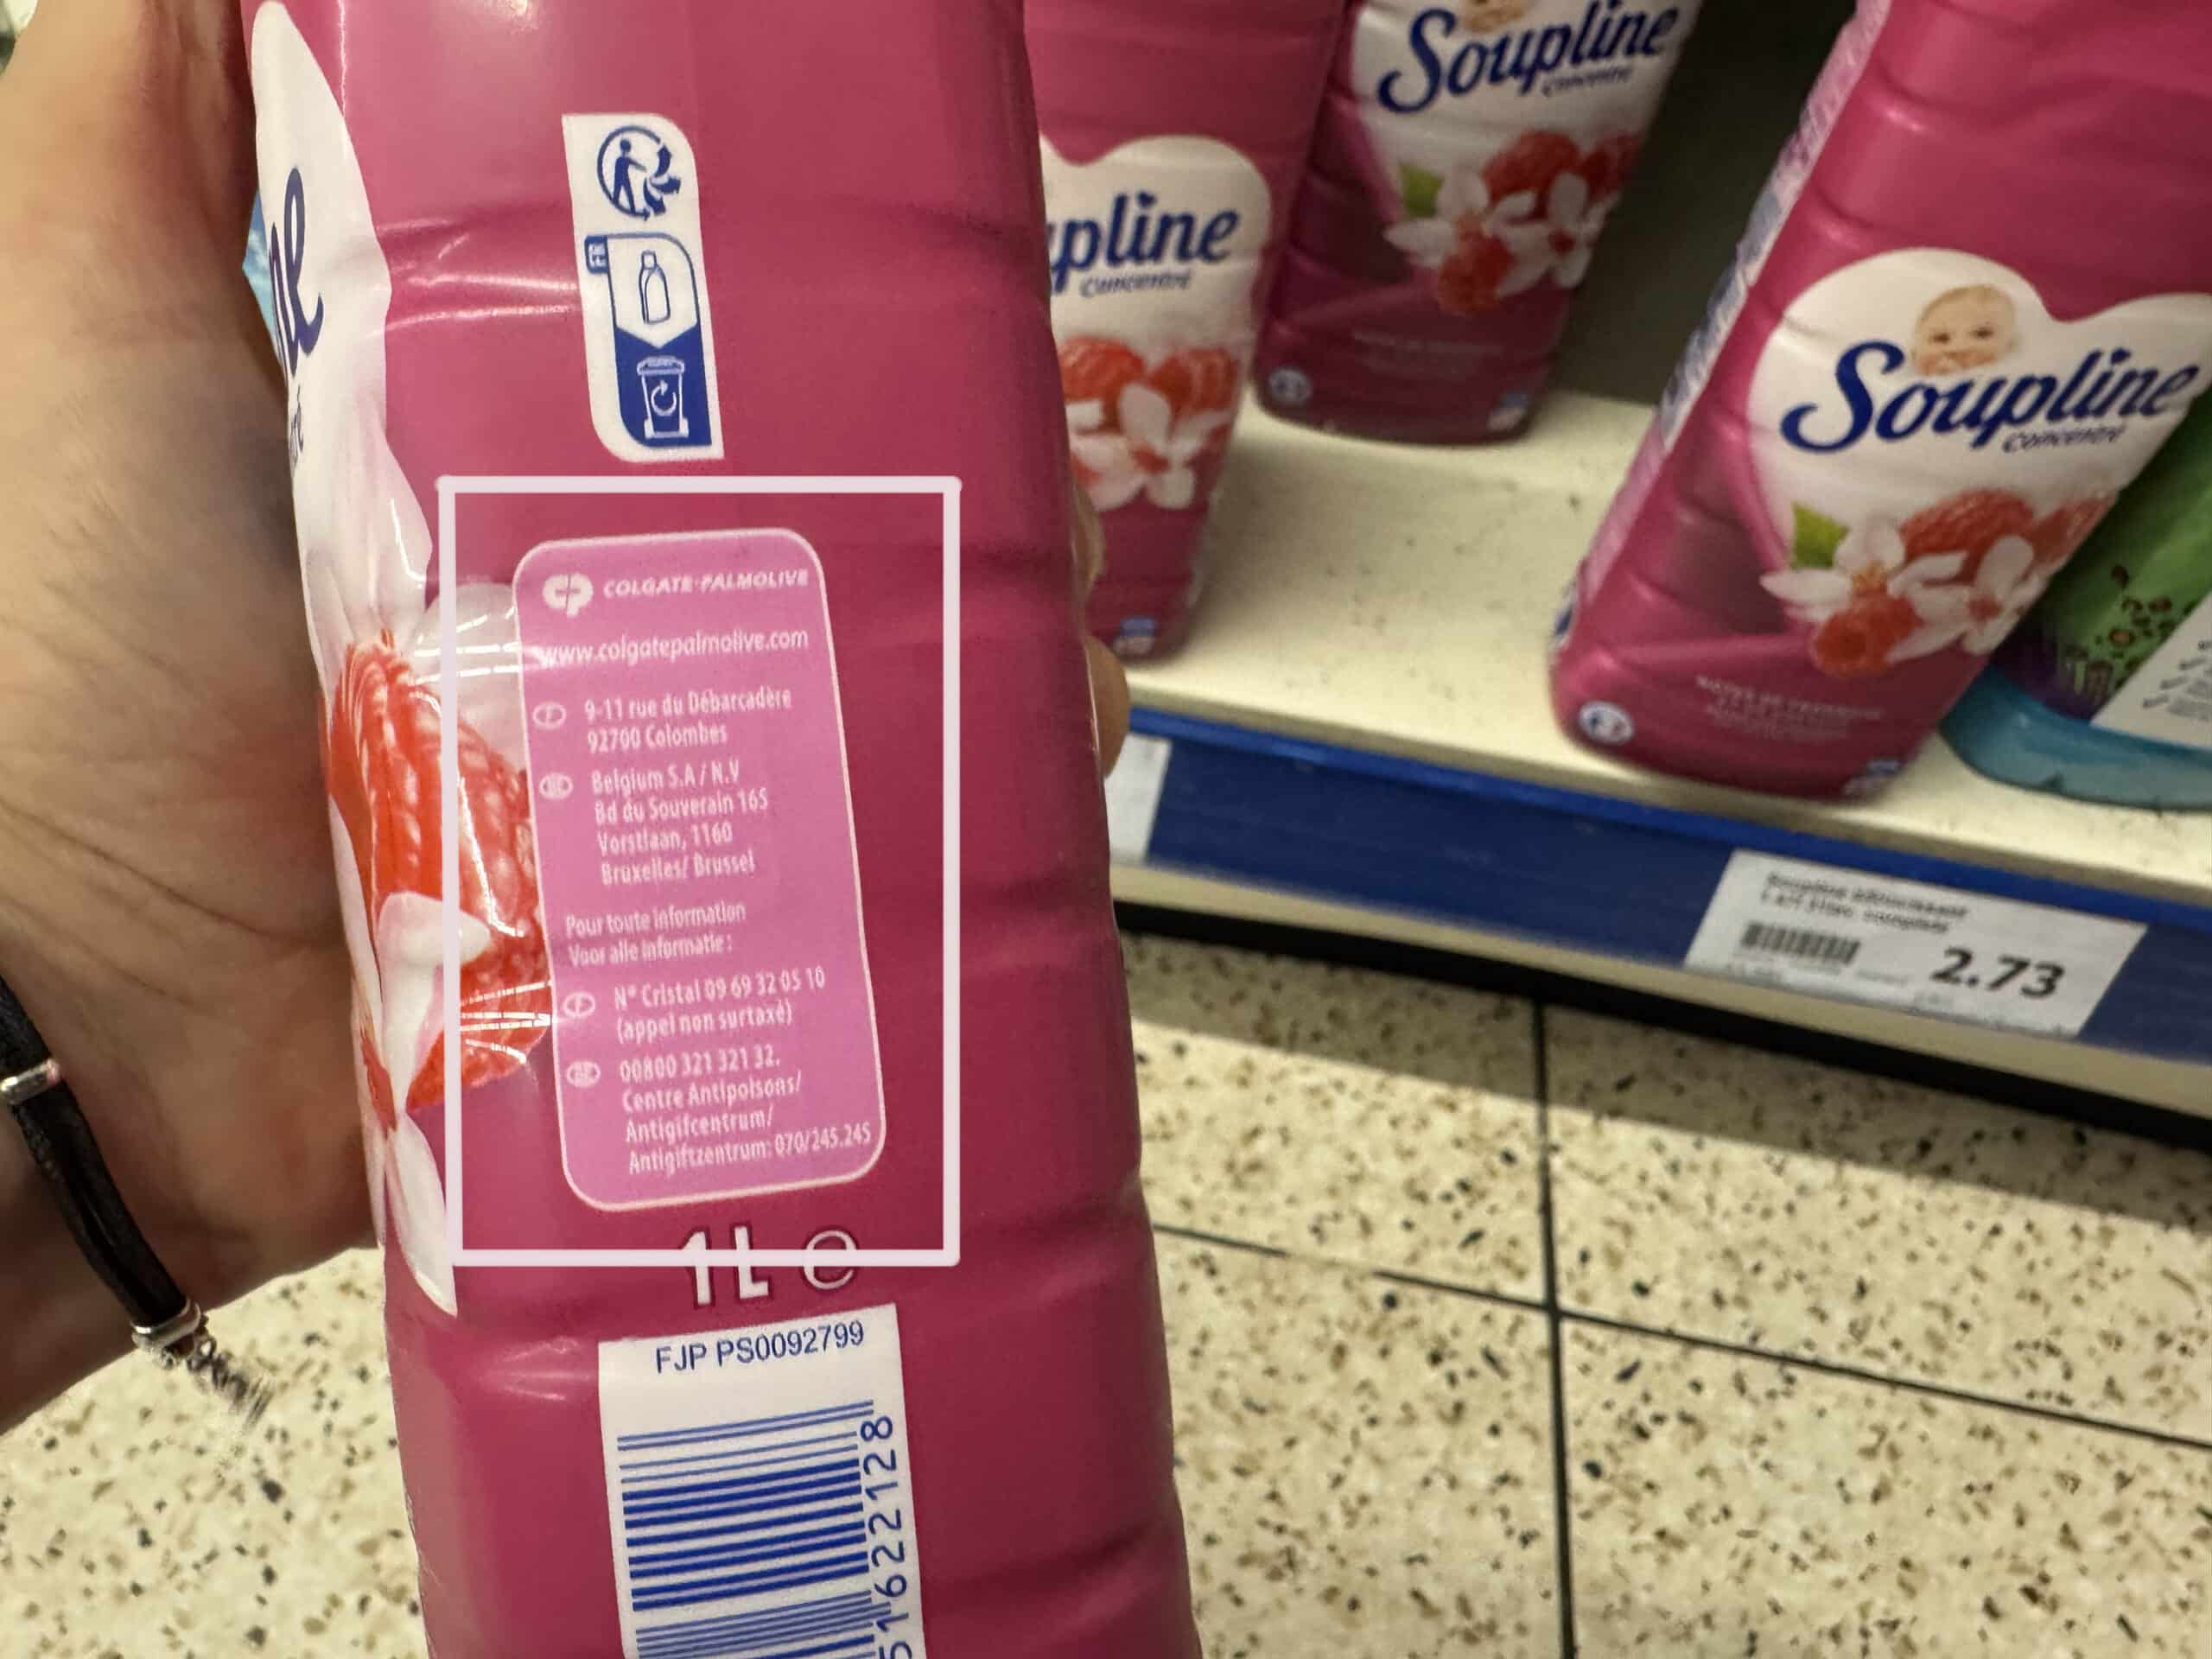 ne
FR
COLGATE-PALMOLIVE
www.colgatepalmolive.com
F 9-11 rue du Débarcadère
92700 Colombes
Belgium S.A / N.V
Bd du Souverain 165
Vorstlaan, 1160
Bruxelles/ Brussel
Pour toute information
Voor alle informatie :
F N° Cristal 09 69 32 05 10
(appel non surtaxé)
00800 321 321 32.
Centre Antipoisons/
Antigifcentrum/
Antigiftzentrum: 070/245.245
1L ℮
FJP PS0092799
51622128
Soupline
Concentré
upline
Concentré
Soupline
Concentré
Soupline
2.73